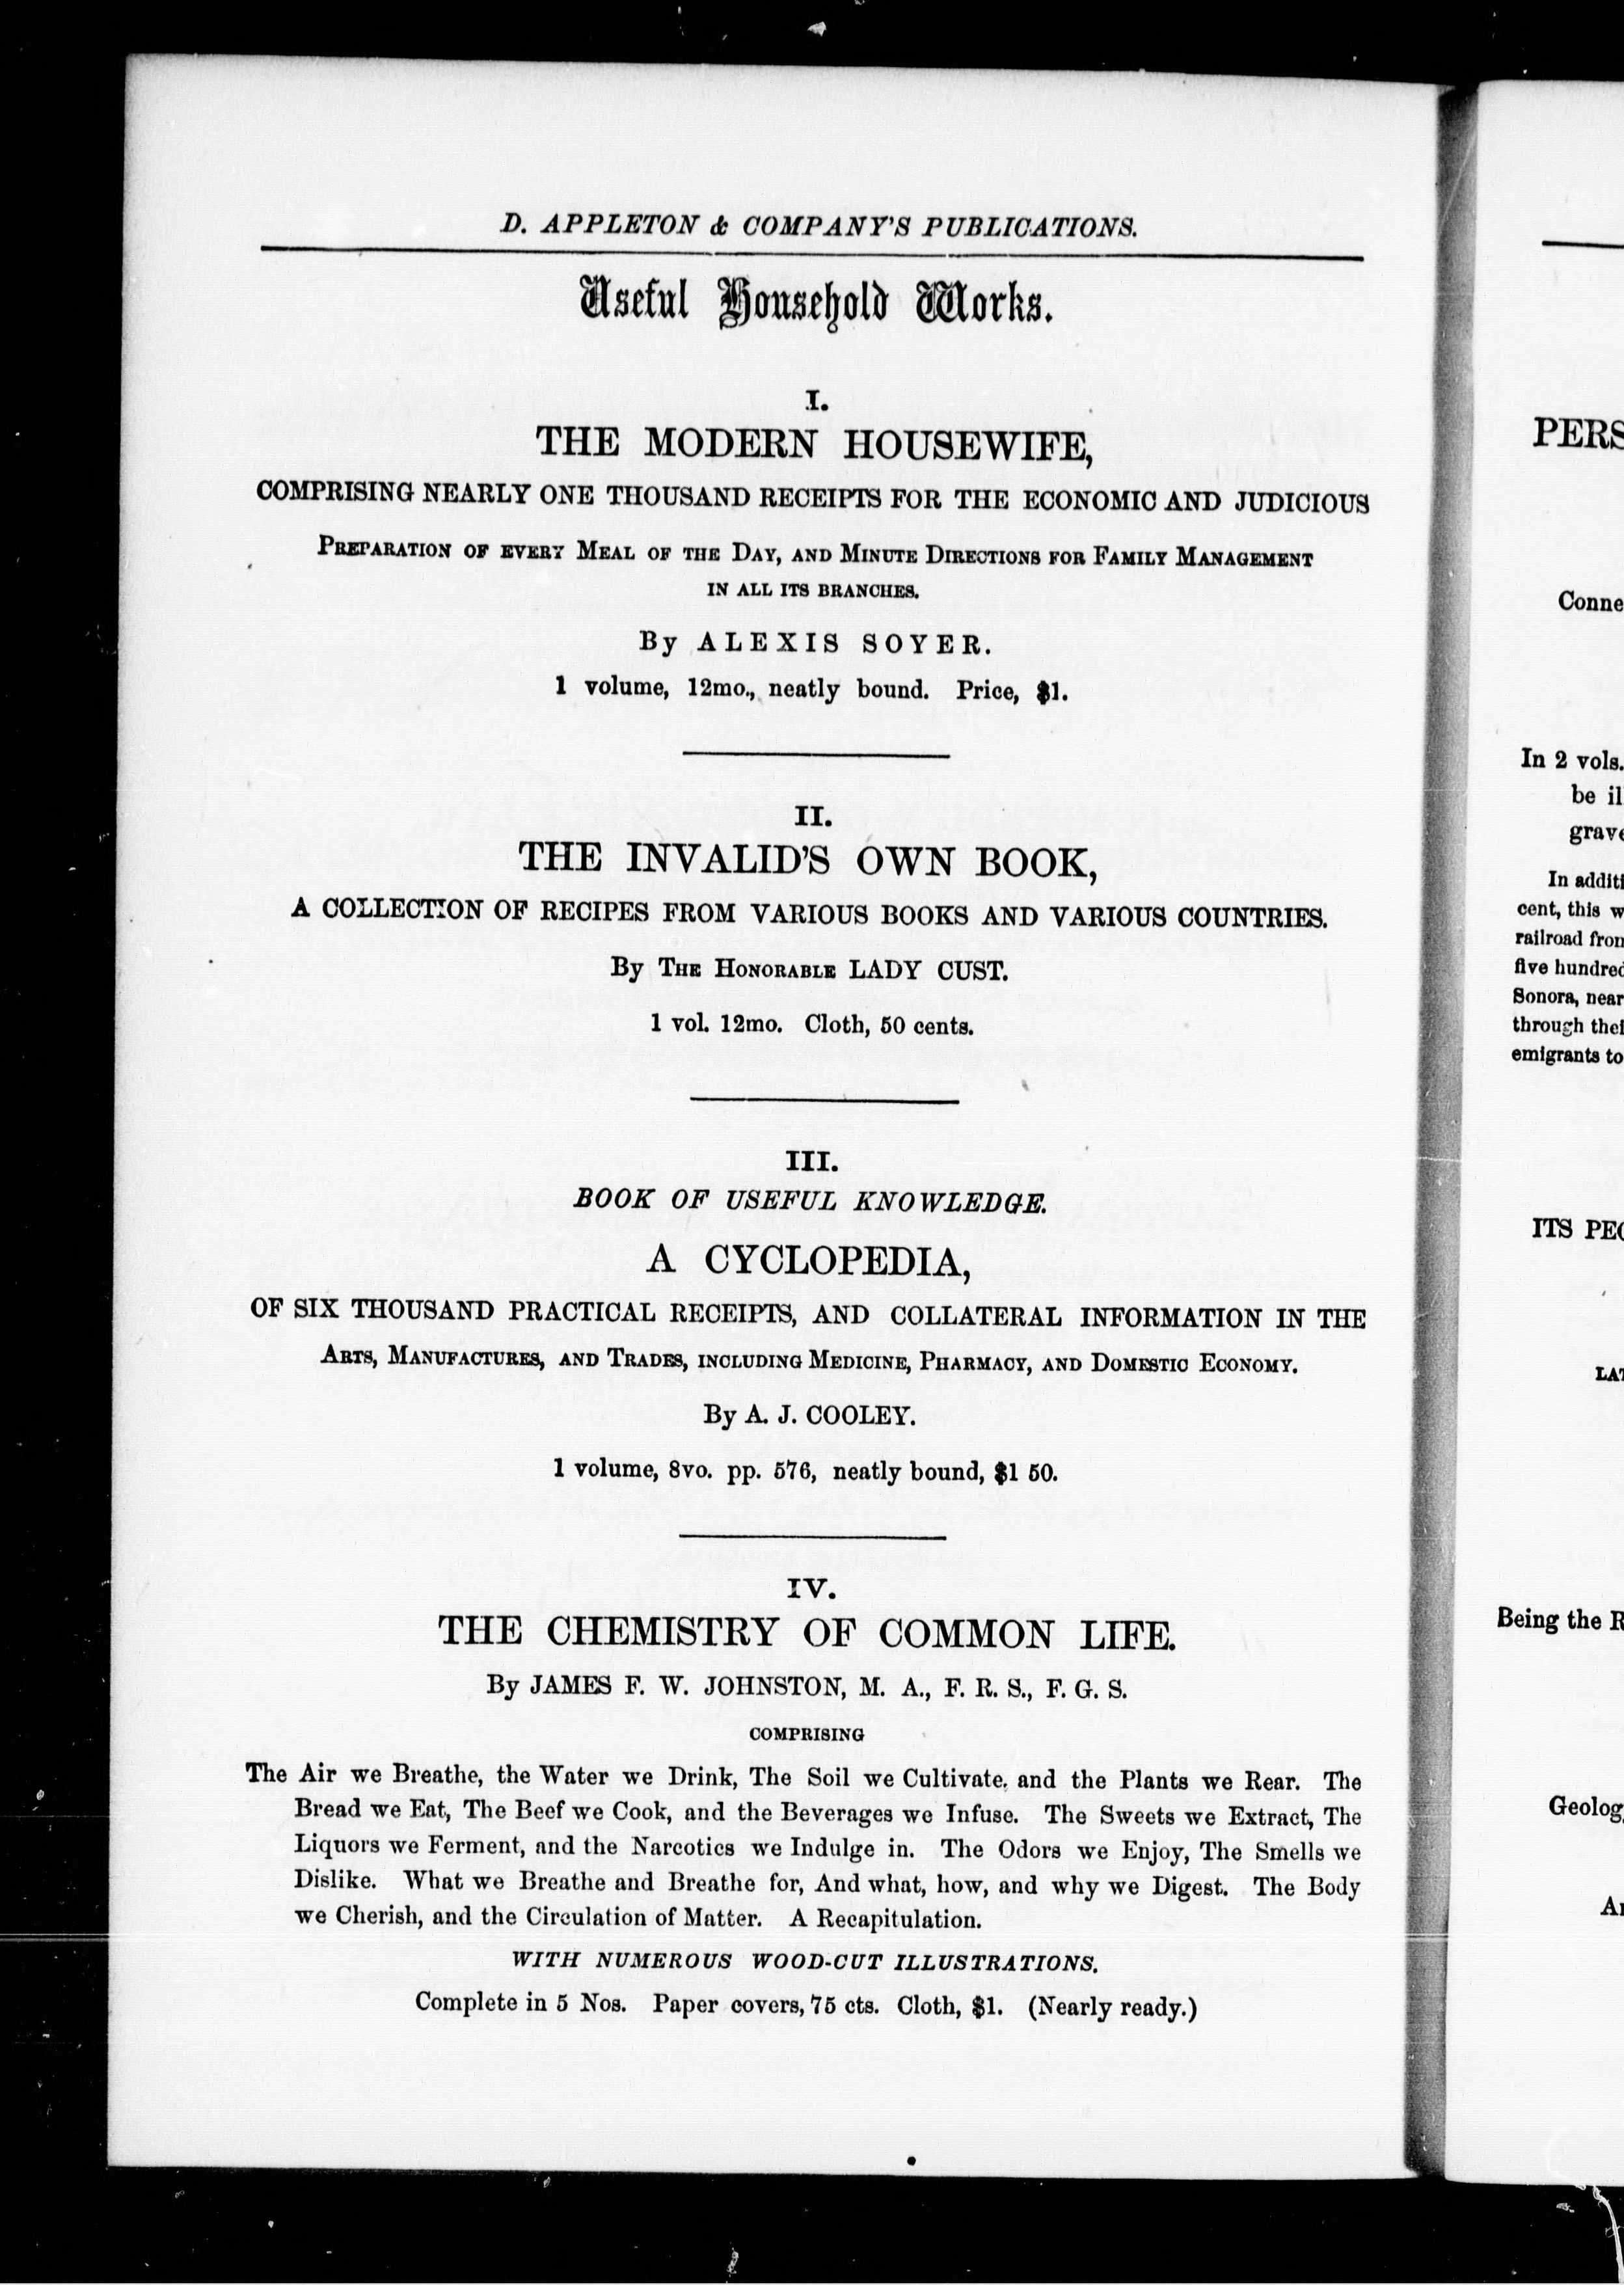 D. APPLETON & COMPANY'S PUBLICATIONS.
Useful Household Works.
I.
THE MODERN HOUSEWIFE,
COMPRISING NEARLY ONE THOUSAND RECEIPTS FOR THE ECONOMIC AND JUDICIOUS
PREPARATION OF EVERY MEAL OF THE DAY, AND MINUTE DIRECTIONS FOR FAMILY MANAGEMENT
IN ALL ITS BRANCHES.
By ALEXIS SOYER.
1 volume, 12mo., neatly bound. Price, $1.
II.
THE INVALID'S OWN BOOK,
A COLLECTION OF RECIPES FROM VARIOUS BOOKS AND VARIOUS COUNTRIES.
By THE HONORABLE LADY CUST.
1 vol. 12mo. Cloth, 50 cents.
III.
BOOK OF USEFUL KNOWLEDGE.
A CYCLOPEDIA,
OF SIX THOUSAND PRACTICAL RECEIPTS, AND COLLATERAL INFORMATION IN THE
ARTS, MANUFACTURES, AND TRADES, INCLUDING MEDICINE, PHARMACY, AND DOMESTIC ECONOMY.
By A. J. COOLEY.
1 volume, 8vo. pp. 576, neatly bound, $1 50.
IV.
THE CHEMISTRY OF COMMON LIFE.
By JAMES F. W. JOHNSTON, M. A., F. R. S., F. G. S.
COMPRISING
The Air we Breathe, the Water we Drink, The Soil we Cultivate, and the Plants we Rear. The
Bread we Eat, The Beef we Cook, and the Beverages we Infuse. The Sweets we Extract, The
Liquors we Ferment, and the Narcotics we Indulge in. The Odors we Enjoy, The Smells we
Dislike. What we Breathe and Breathe for, And what, how, and why we Digest. The Body
we Cherish, and the Circulation of Matter. A Recapitulation.
WITH NUMEROUS WOOD-CUT ILLUSTRATIONS.
Complete in 5 Nos. Paper covers, 75 cts. Cloth, $1. (Nearly ready.)
PERS
Conne
In 2 vols.
be il
grave
In additi
cent, this w
railroad from
five hundred
Sonora, near
through thei
emigrants to
ITS PEO
LAT
Being the R
Geolog